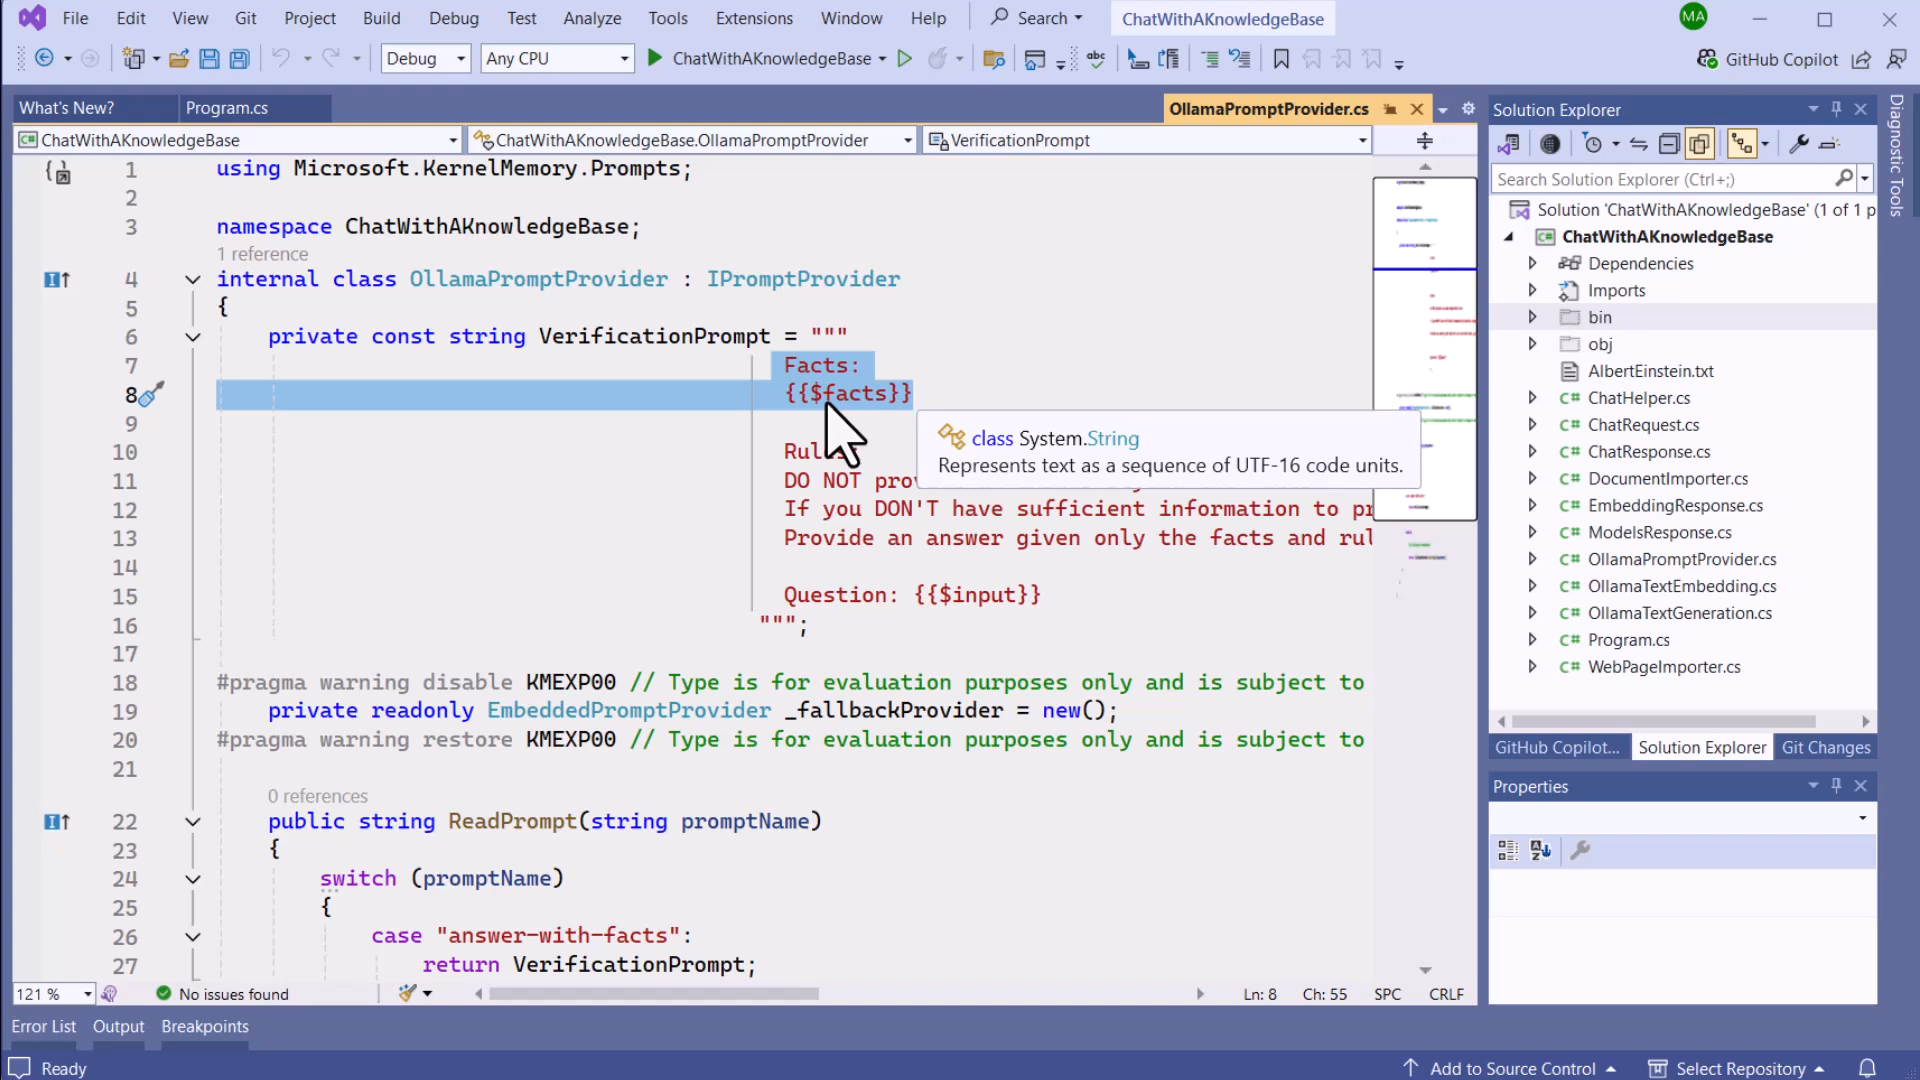 File Edit View Git Project Build Debug Test Analyze Tools Extensions Window Help Search ChatWithAKnowledgeBase MA
Debug Any CPU ChatWithAKnowledgeBase abc GitHub Copilot
What's New? Program.cs OllamaPromptProvider.cs
ChatWithAKnowledgeBase ChatWithAKnowledgeBase.OllamaPromptProvider VerificationPrompt
1 using Microsoft.KernelMemory.Prompts;
2
3 namespace ChatWithAKnowledgeBase;
1 reference
4 internal class OllamaPromptProvider : IPromptProvider
5 {
6 private const string VerificationPrompt = """
7 Facts:
8 {{$facts}}
9
10
11 DO NOT
12 If you DON'T have sufficient information to
13 Provide an answer given only the facts and
14
15 Question: {{$input}}
16 """;
17
18 #pragma warning disable KMEXP00 // Type is for evaluation purposes only and is subject to
19 private readonly EmbeddedPromptProvider _fallbackProvider = new();
20 #pragma warning restore KMEXP00 // Type is for evaluation purposes only and is subject to
21
0 references
22 public string ReadPrompt(string promptName)
23 {
24 switch (promptName)
25 {
26 case "answer-with-facts":
27 return VerificationPrompt;
class System.String
Represents text as a sequence of UTF-16 code units.
121 % No issues found Ln: 8 Ch: 55 SPC CRLF
Error List Output Breakpoints
Solution Explorer
Search Solution Explorer (Ctrl+;)
Solution 'ChatWithAKnowledgeBase' (1 of 1 p
ChatWithAKnowledgeBase
Dependencies
Imports
bin
obj
AlbertEinstein.txt
C# ChatHelper.cs
C# ChatRequest.cs
C# ChatResponse.cs
C# DocumentImporter.cs
C# EmbeddingResponse.cs
C# ModelsResponse.cs
C# OllamaPromptProvider.cs
C# OllamaTextEmbedding.cs
C# OllamaTextGeneration.cs
C# Program.cs
C# WebPageImporter.cs
GitHub Copilot... Solution Explorer Git Changes
Properties
Diagnostic Tools
Ready Add to Source Control Select Repository